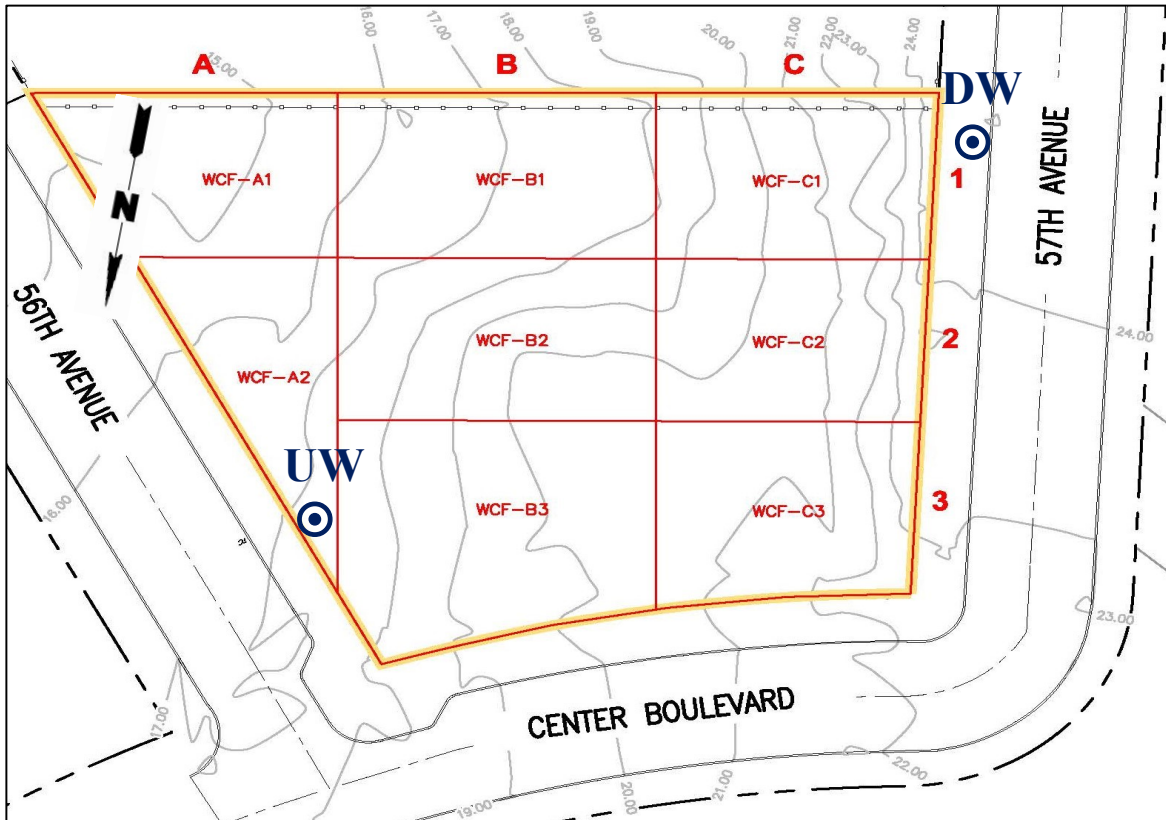 16.00
17.00
18.00
19.00
20.00
21.00
22.00
23.00
24.00
A
15.00
B
C
DW
N
WCF-A1
WCF-B1
WCF-C1
1
57TH AVENUE
56TH AVENUE
WCF-A2
WCF-B2
WCF-C2
2
24.00
UW
16.00
WCF-B3
WCF-C3
3
23.00
17.00
CENTER BOULEVARD
19.00
20.00
21.00
22.00